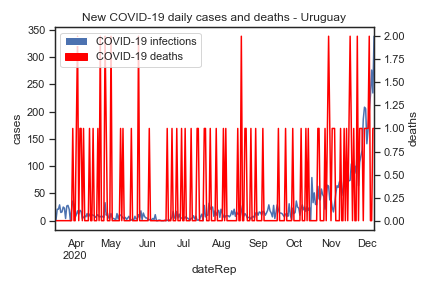 New COVID-19 daily cases and deaths - Uruguay
COVID-19 infections
COVID-19 deaths
350
300
250
200
150
100
50
0
cases
2.00
1.75
1.50
1.25
1.00
0.75
0.50
0.25
0.00
deaths
Apr May Jun Jul Aug Sep Oct Nov Dec
2020
dateRep